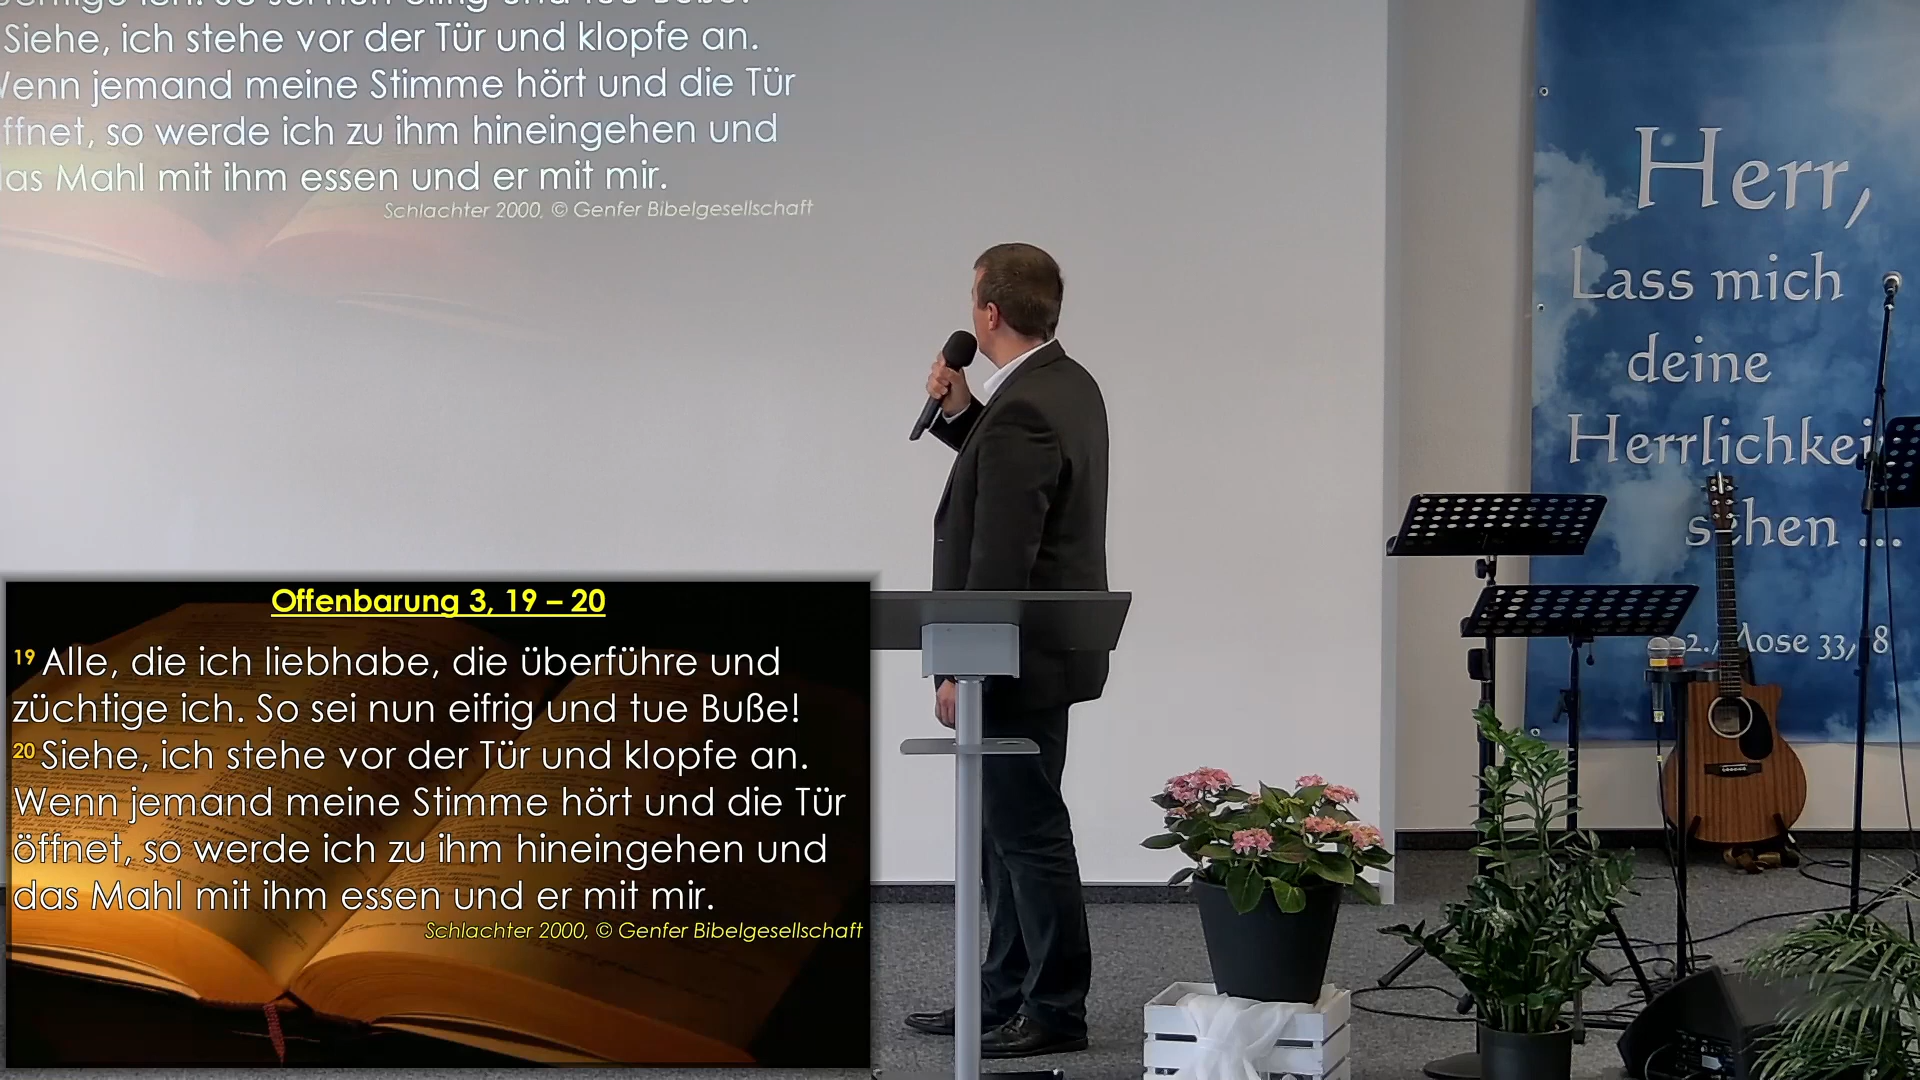 Siehe, ich stehe vor der Tür und klopfe an.
Wenn jemand meine Stimme hört und die Tür
ffnet, so werde ich zu ihm hineingehen und
das Mahl mit ihm essen und er mit mir.
Schlachter 2000, © Genfer Bibelgesellschaft
Herr,
Lass mich
deine
Herrlichkei
sehen ...
2. Mose 33, 18
Offenbarung 3, 19 – 20
19 Alle, die ich liebhabe, die überführe und
züchtige ich. So sei nun eifrig und tue Buße!
20 Siehe, ich stehe vor der Tür und klopfe an.
Wenn jemand meine Stimme hört und die Tür
öffnet, so werde ich zu ihm hineingehen und
das Mahl mit ihm essen und er mit mir.
Schlachter 2000, © Genfer Bibelgesellschaft